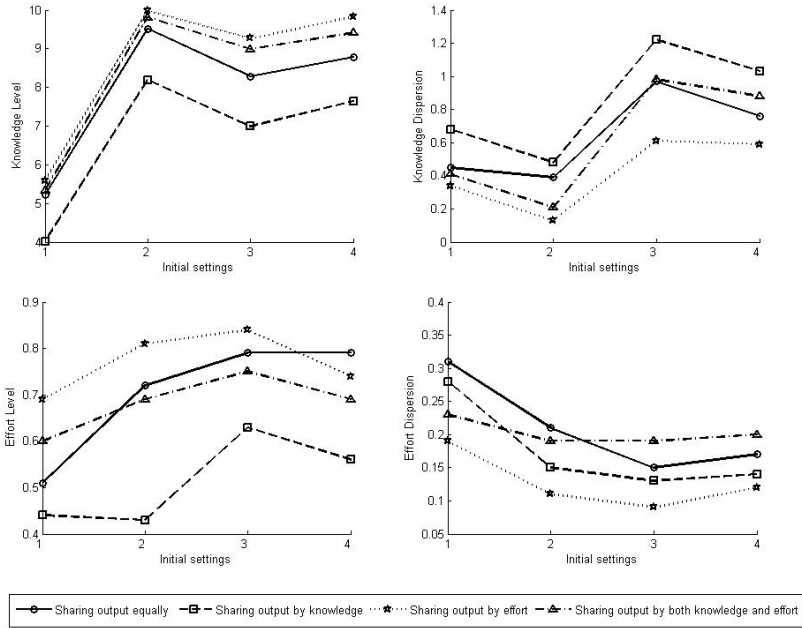 10
9
8
7
6
5
4
Knowledge Level
1 2 3 4
Initial settings
1.4
1.2
1
0.8
0.6
0.4
0.2
0
Knowledge Dispersion
1 2 3 4
Initial settings
0.9
0.8
0.7
0.6
0.5
0.4
Effort Level
1 2 3 4
Initial settings
0.4
0.35
0.3
0.25
0.2
0.15
0.1
0.05
Effort Dispersion
1 2 3 4
Initial settings
Sharing output equally Sharing output by knowledge Sharing output by effort Sharing output by both knowledge and effort